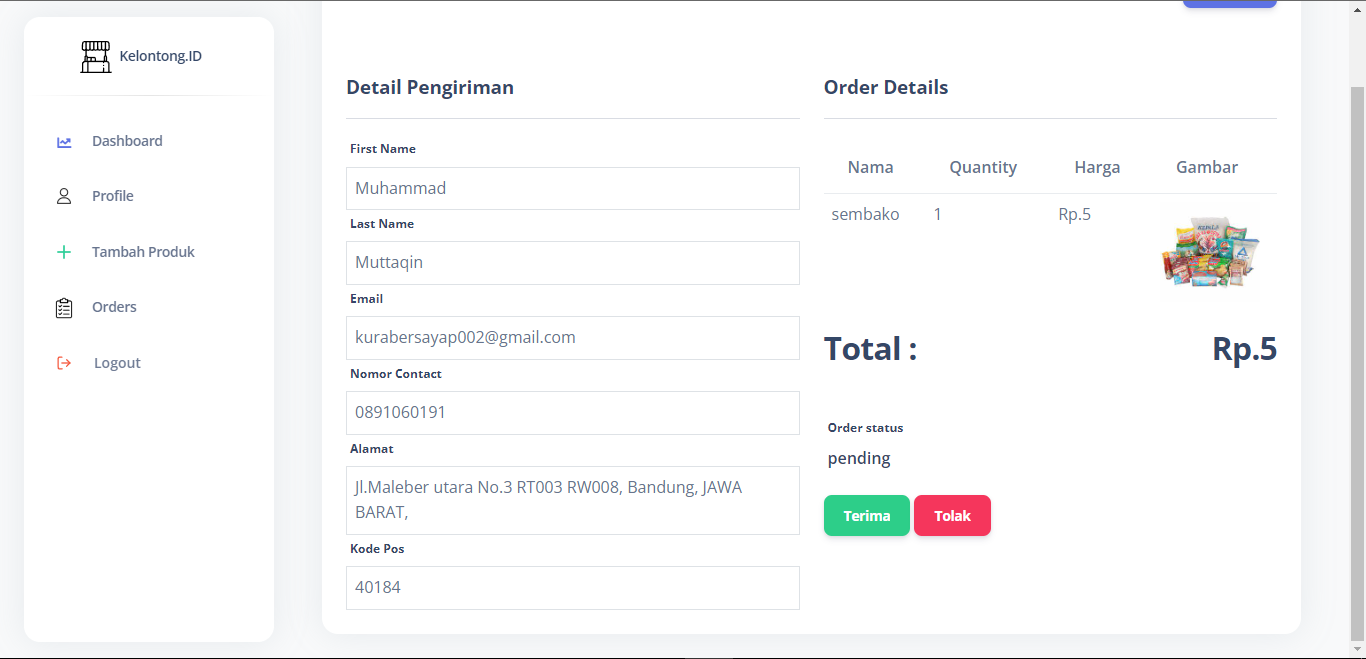 Kelontong.ID
Dashboard
Profile
Tambah Produk
Orders
Logout
Detail Pengiriman
First Name
Muhammad
Last Name
Muttaqin
Email
kurabersayap002@gmail.com
Nomor Contact
0891060191
Alamat
Jl.Maleber utara No.3 RT003 RW008, Bandung, JAWA
BARAT,
Kode Pos
40184
Order Details
Nama Quantity Harga Gambar
sembako 1 Rp.5
Total : Rp.5
Order status
pending
Terima Tolak